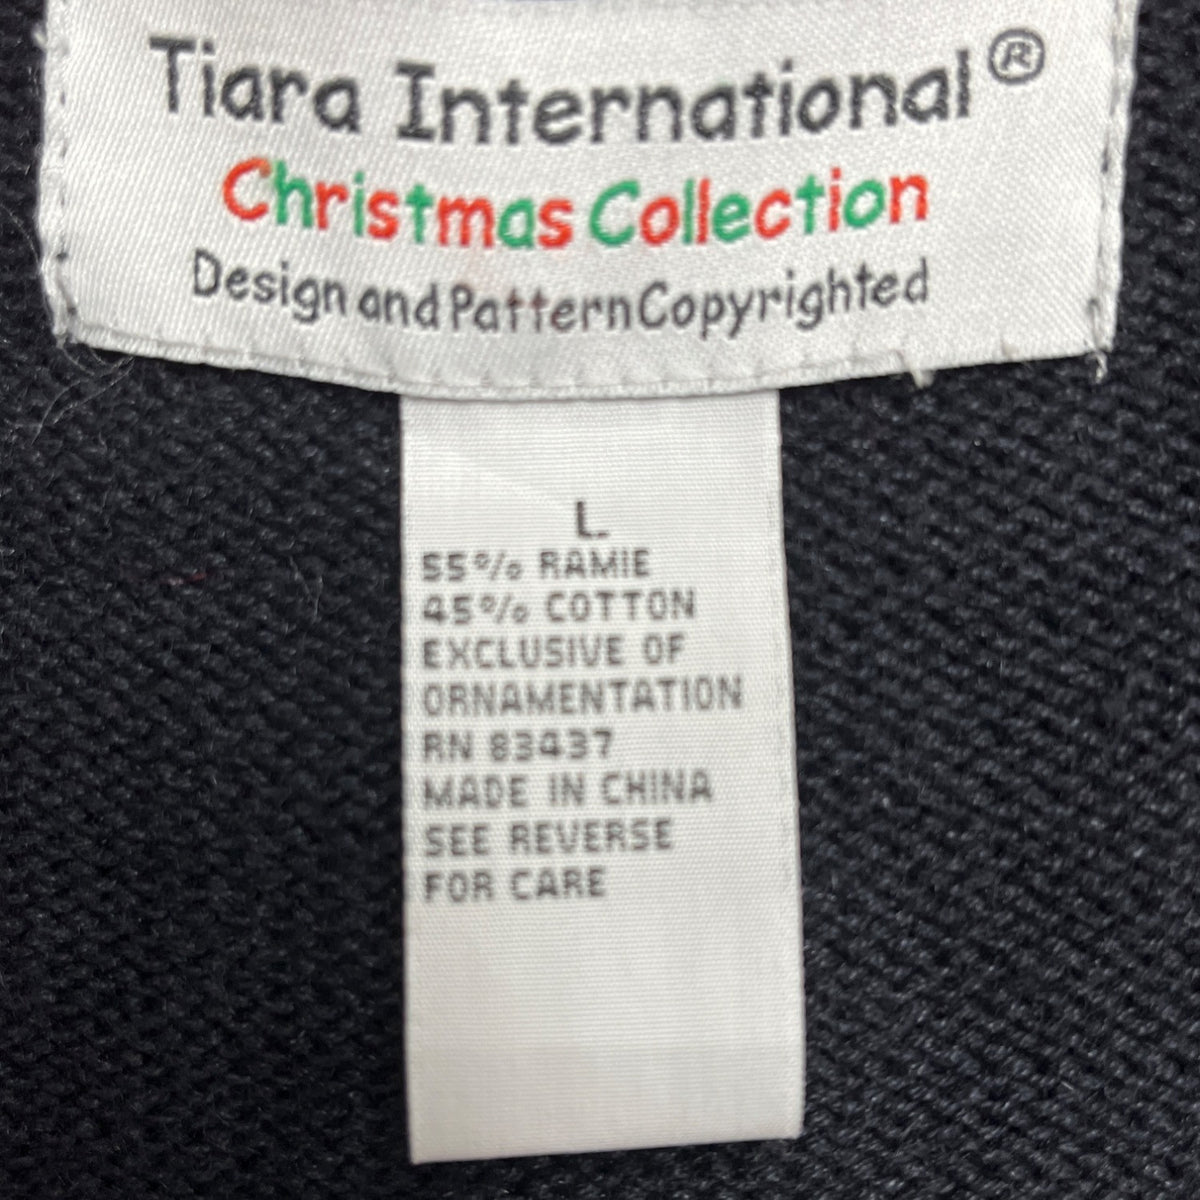 Tiara International®
Christmas Collection
Design and Pattern Copyrighted
L
55% RAMIE
45% COTTON
EXCLUSIVE OF
ORNAMENTATION
RN 83437
MADE IN CHINA
SEE REVERSE
FOR CARE